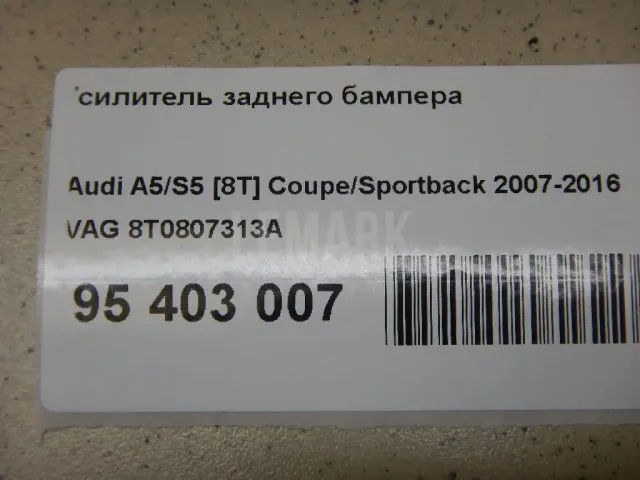 силитель заднего бампера
Audi A5/S5 [8T] Coupe/Sportback 2007-2016
VAG 8T0807313A
95 403 007